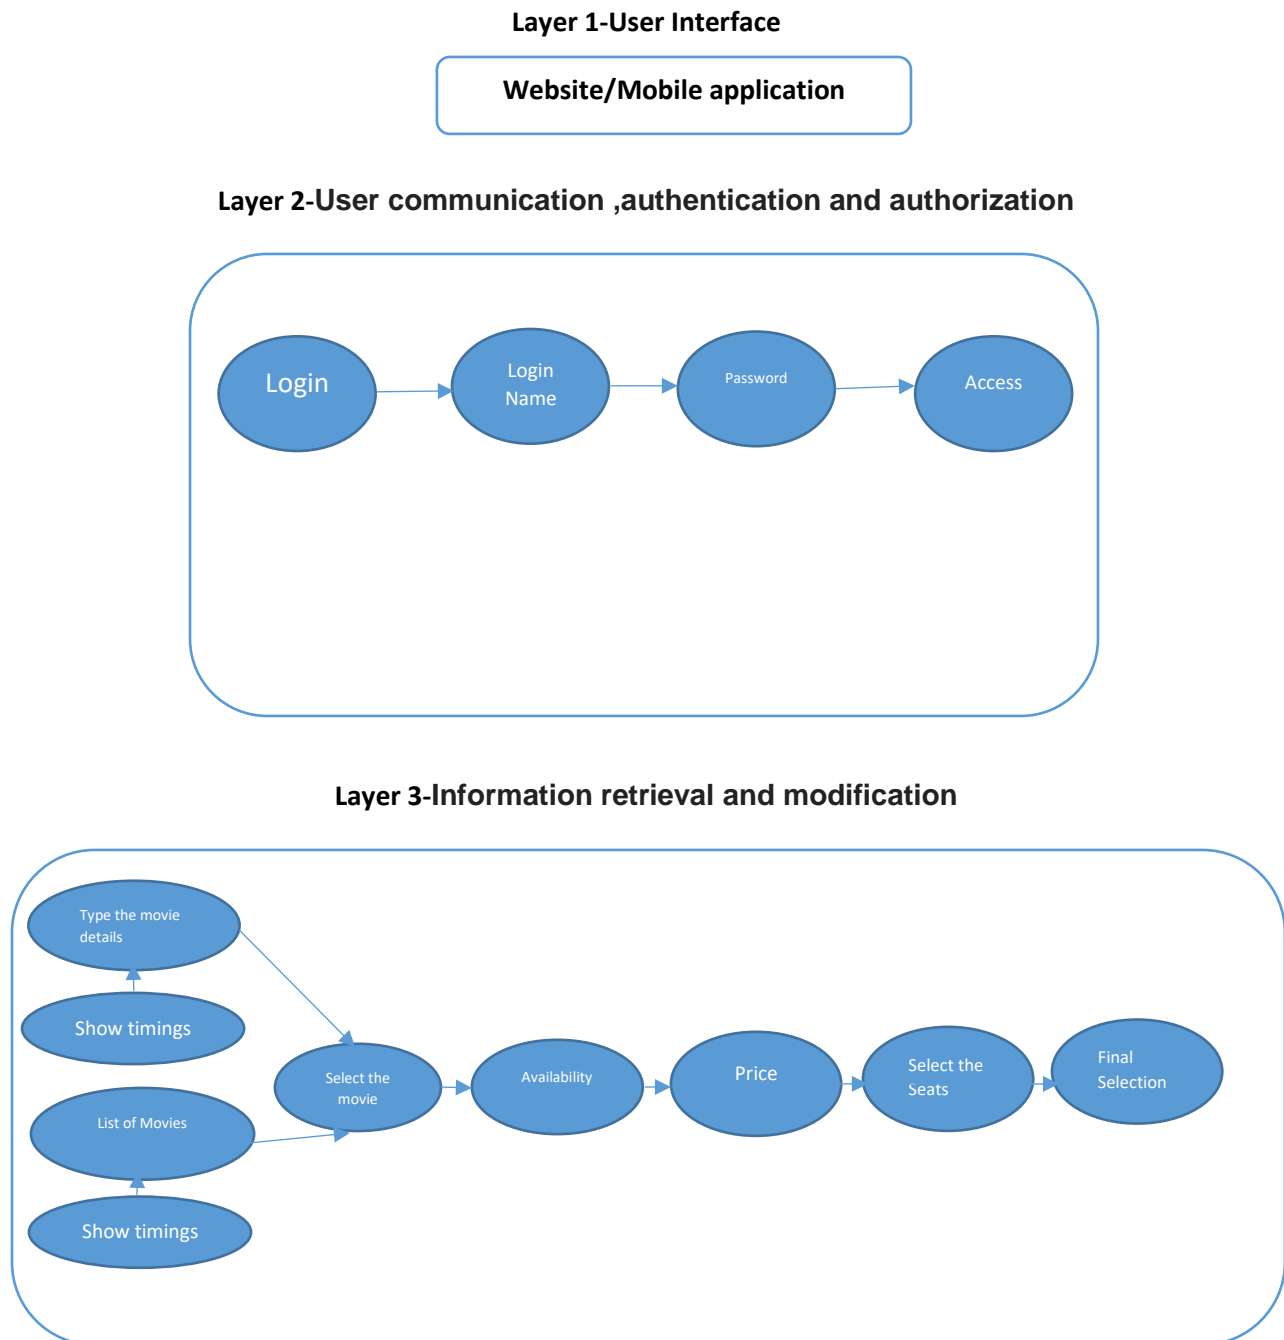 Layer 1-User Interface
Website/Mobile application
Layer 2-User communication ,authentication and authorization
Login
Login
Name
Password
Access
Layer 3-Information retrieval and modification
Type the movie
details
Show timings
List of Movies
Show timings
Select the
movie
Availability
Price
Select the
Seats
Final
Selection